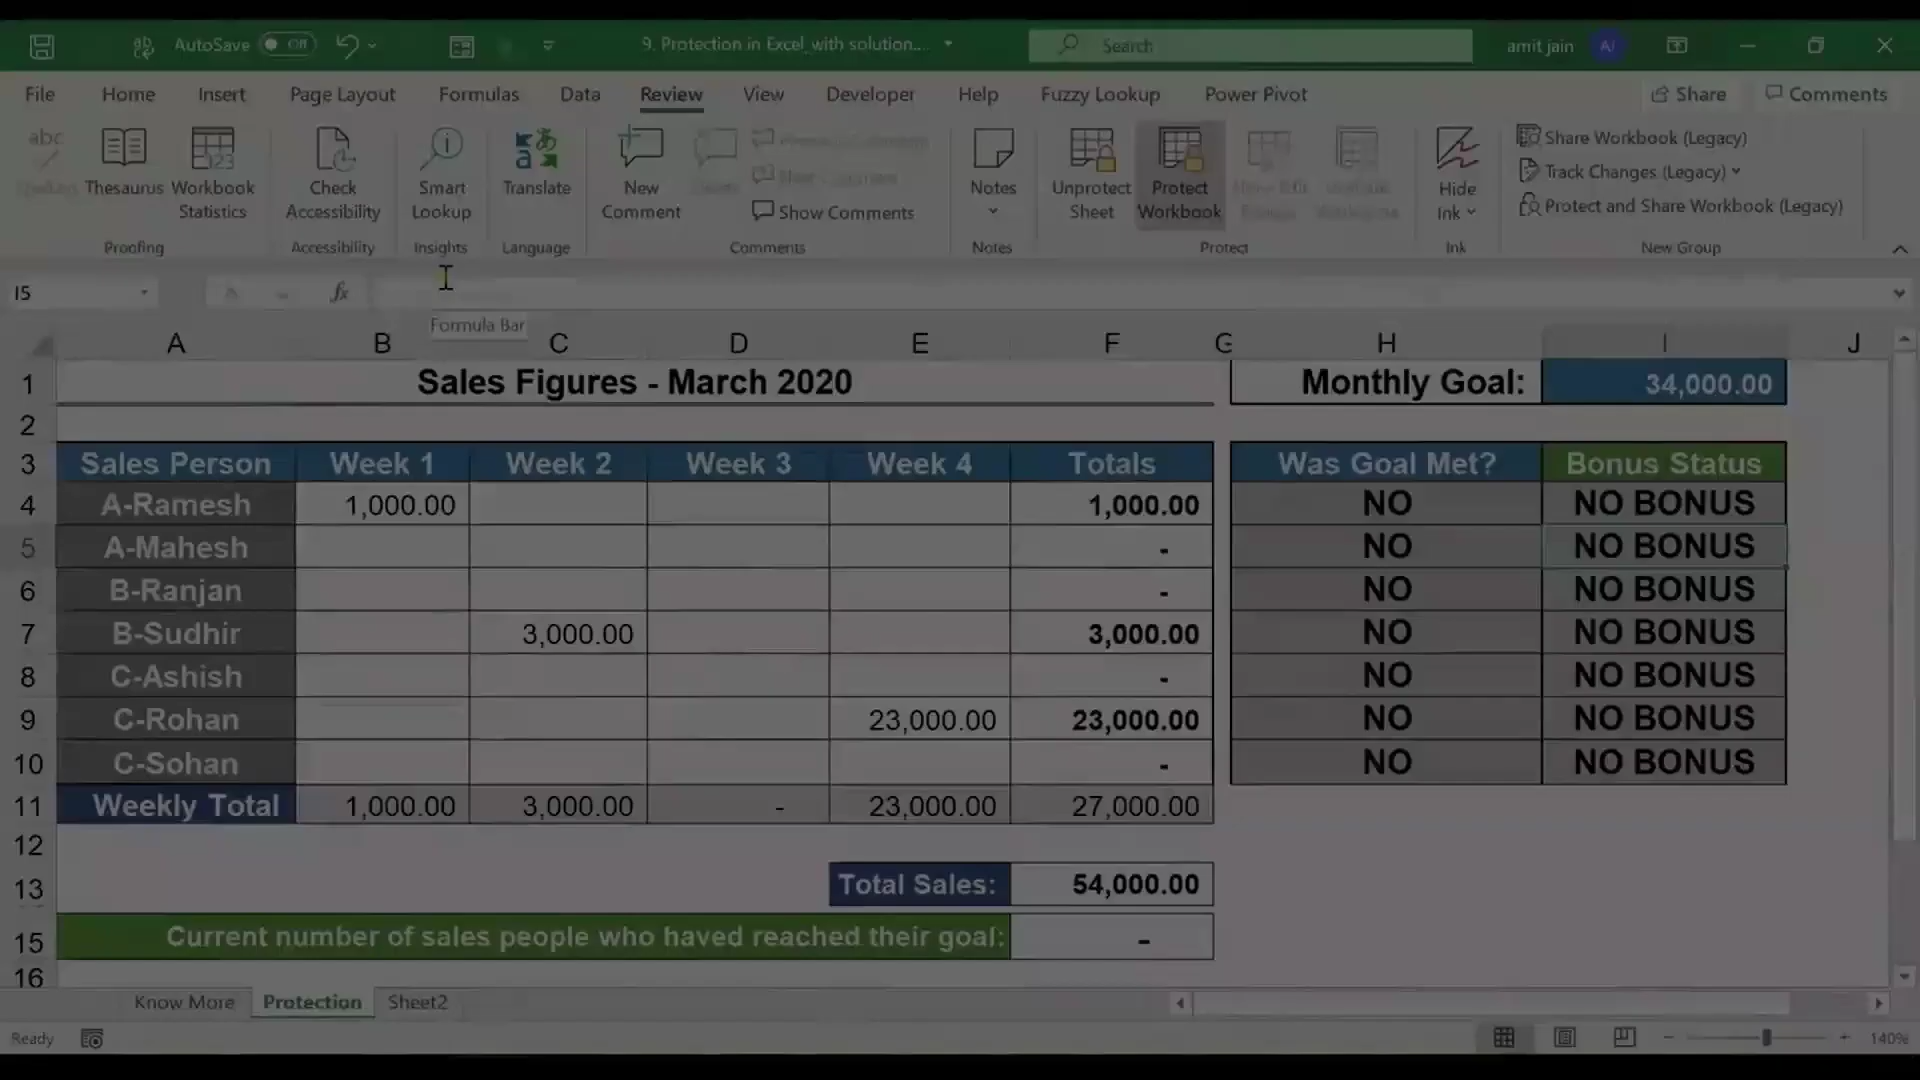 AutoSave Off 9. Protection in Excel_with solution.... Search amit jain AJ
File Home Insert Page Layout Formulas Data Review View Developer Help Fuzzy Lookup Power Pivot Share Comments
abc
Thesaurus
Workbook Statistics
Check Accessibility
Smart Lookup
Translate
New Comment
Show Comments
Notes
Unprotect Sheet
Protect Workbook
Hide Ink
Share Workbook (Legacy)
Track Changes (Legacy)
Protect and Share Workbook (Legacy)
Proofing Accessibility Insights Language Comments Notes Protect Ink New Group
I5 fx
Formula Bar
A B C D E F G H I J
1 Sales Figures - March 2020 Monthly Goal: 34,000.00
2
3 Sales Person Week 1 Week 2 Week 3 Week 4 Totals Was Goal Met? Bonus Status
4 A-Ramesh 1,000.00 1,000.00 NO NO BONUS
5 A-Mahesh - NO NO BONUS
6 B-Ranjan - NO NO BONUS
7 B-Sudhir 3,000.00 3,000.00 NO NO BONUS
8 C-Ashish - NO NO BONUS
9 C-Rohan 23,000.00 23,000.00 NO NO BONUS
10 C-Sohan - NO NO BONUS
11 Weekly Total 1,000.00 3,000.00 - 23,000.00 27,000.00
12
13 Total Sales: 54,000.00
15 Current number of sales people who haved reached their goal: -
16
Know More Protection Sheet2
Ready 140%